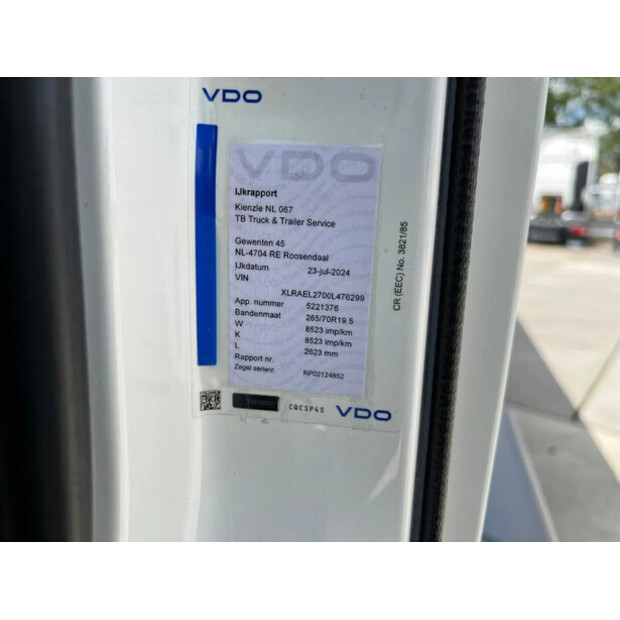 VDO
VDO
IJkrapport
Kienzle NL 067
TB Truck & Trailer Service
Gewenten 45
NL-4704 RE Roosendaal
IJkdatum 23-jul-2024
VIN
XLRAEL2700L476299
App. nummer 5221376
Bandenmaat 265/70R19.5
W 8523 imp/km
K 8523 imp/km
L 2623 mm
Rapport nr.
Zegel serienr. RP02124852
CQCSP4S VDO
CR (EEC) No. 3821/85